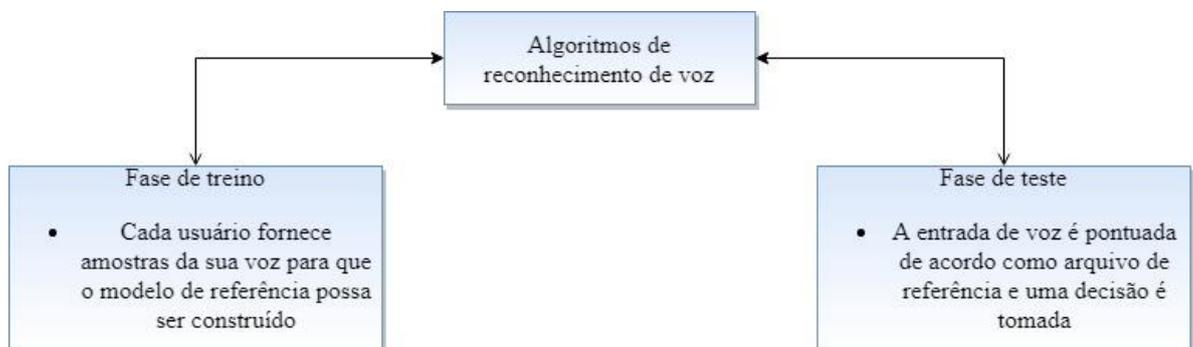 Algoritmos de
reconhecimento de voz
Fase de treino
• Cada usuário fornece
amostras da sua voz para que
o modelo de referência possa
ser construído
Fase de teste
• A entrada de voz é pontuada
de acordo como arquivo de
referência e uma decisão é
tomada